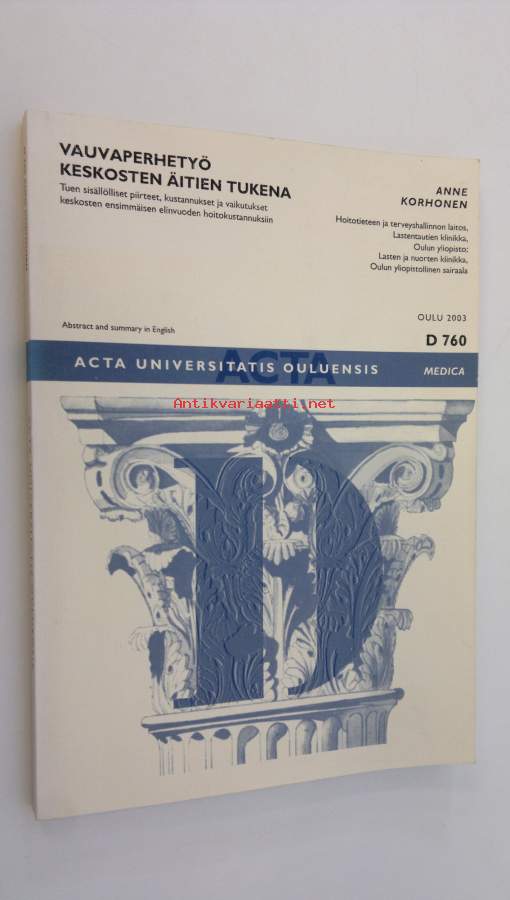 VAUVAPERHETYÖ
KESKOSTEN ÄITIEN TUKENA
Tuen sisällölliset piirteet, kustannukset ja vaikutukset
keskosten ensimmäisen elinvuoden hoitokustannuksiin
ANNE
KORHONEN
Hoitotieteen ja terveyshallinnon laitos,
Lastentautien klinikka,
Oulun yliopisto;
Lasten ja nuorten klinikka,
Oulun yliopistollinen sairaala
OULU 2003
Abstract and summary in English
D 760
ACTA
ACTA UNIVERSITATIS OULUENSIS
MEDICA
Antikvariaatti.net
D